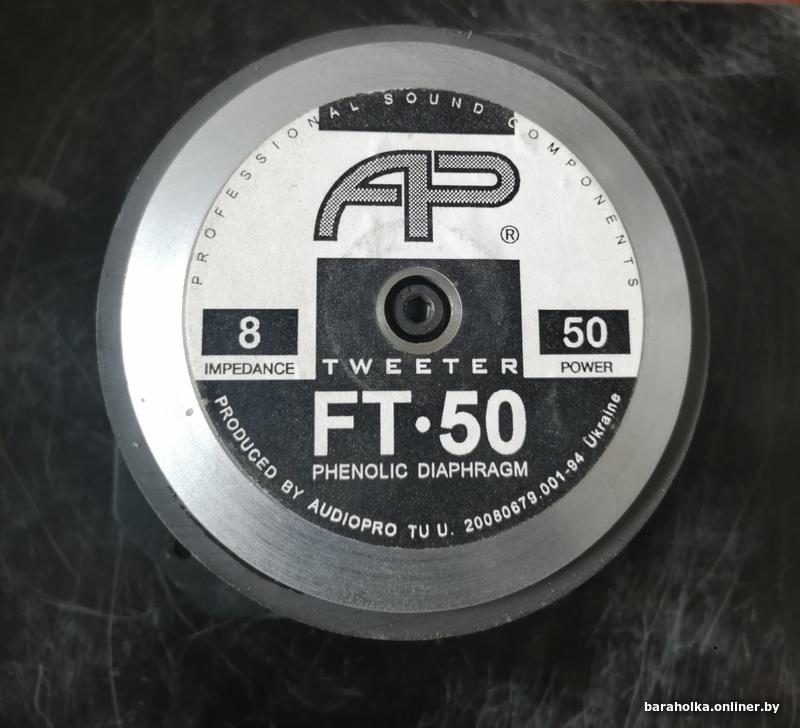 PROFESSIONAL SOUND COMPONENTS
AP
®
8
IMPEDANCE
50
POWER
TWEETER
FT·50
PHENOLIC DIAPHRAGM
PRODUCED BY AUDIOPRO TU U. 20080679.001-94 Ukraine
baraholka.onliner.by